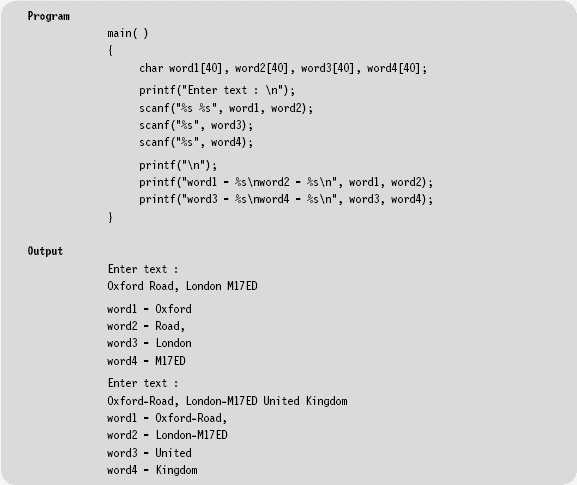 Program
main( )
{
char word1[40], word2[40], word3[40], word4[40];
printf("Enter text : \n");
scanf("%s %s", word1, word2);
scanf("%s", word3);
scanf("%s", word4);
printf("\n");
printf("word1 = %s\nword2 = %s\n", word1, word2);
printf("word3 = %s\nword4 = %s\n", word3, word4);
}
Output
Enter text :
Oxford Road, London M17ED
word1 = Oxford
word2 = Road,
word3 = London
word4 = M17ED
Enter text :
Oxford-Road, London-M17ED United Kingdom
word1 = Oxford-Road,
word2 = London-M17ED
word3 = United
word4 = Kingdom